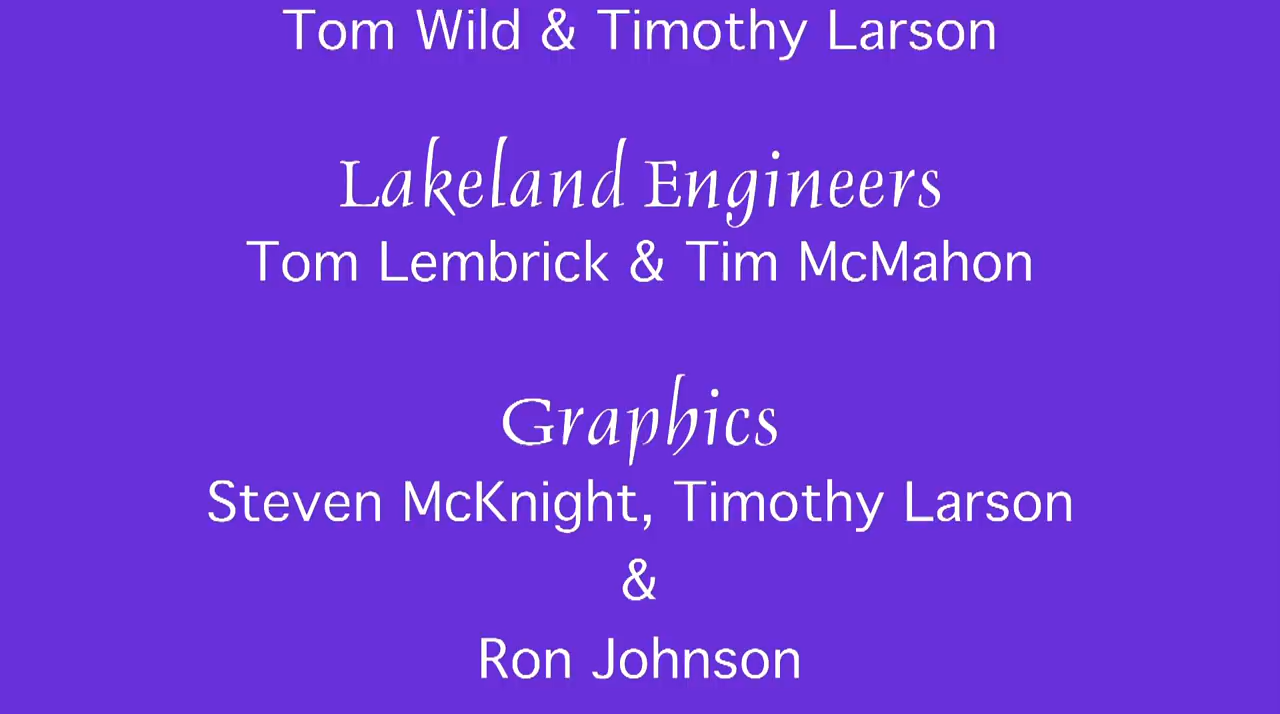 Tom Wild & Timothy Larson
Lakeland Engineers
Tom Lembrick & Tim McMahon
Graphics
Steven McKnight, Timothy Larson
&
Ron Johnson